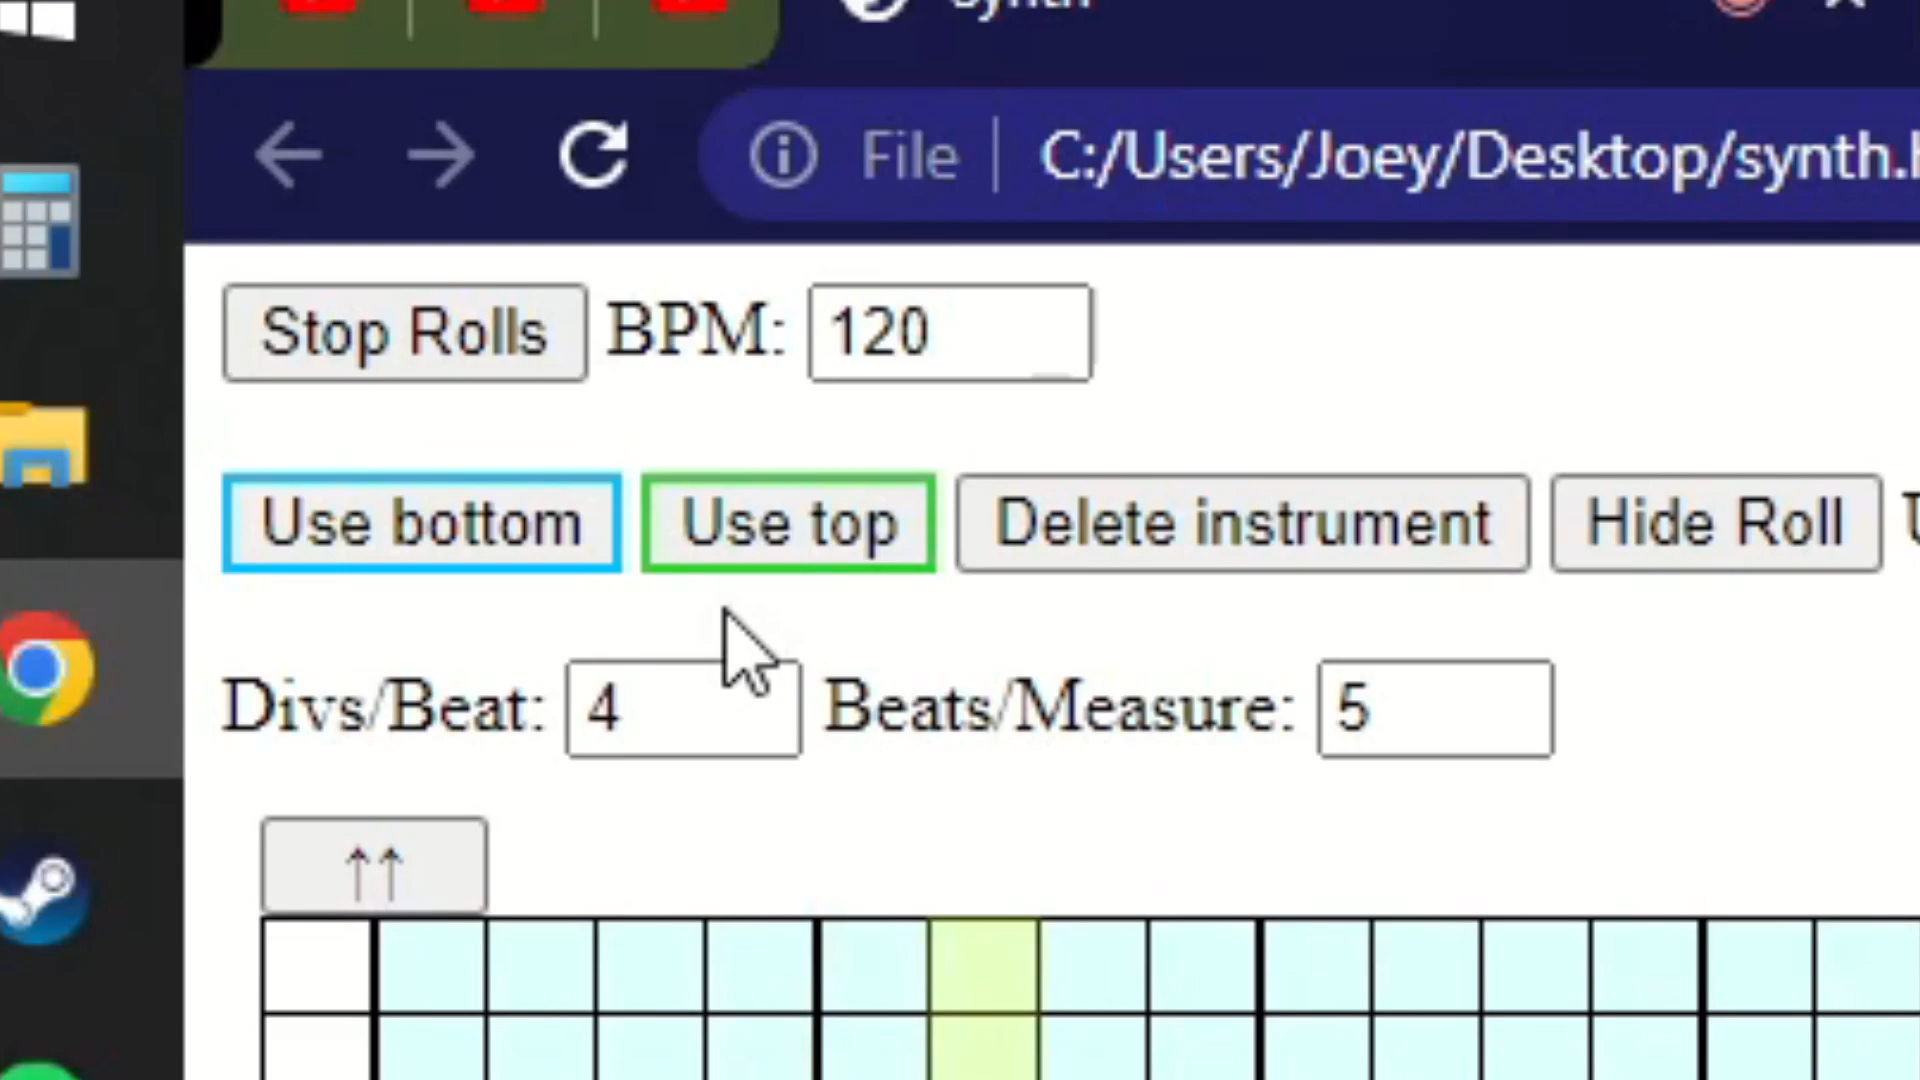 Synth
File C:/Users/Joey/Desktop/synth.
Stop Rolls BPM: 120
Use bottom Use top Delete instrument Hide Roll
Divs/Beat: 4 Beats/Measure: 5
↑↑